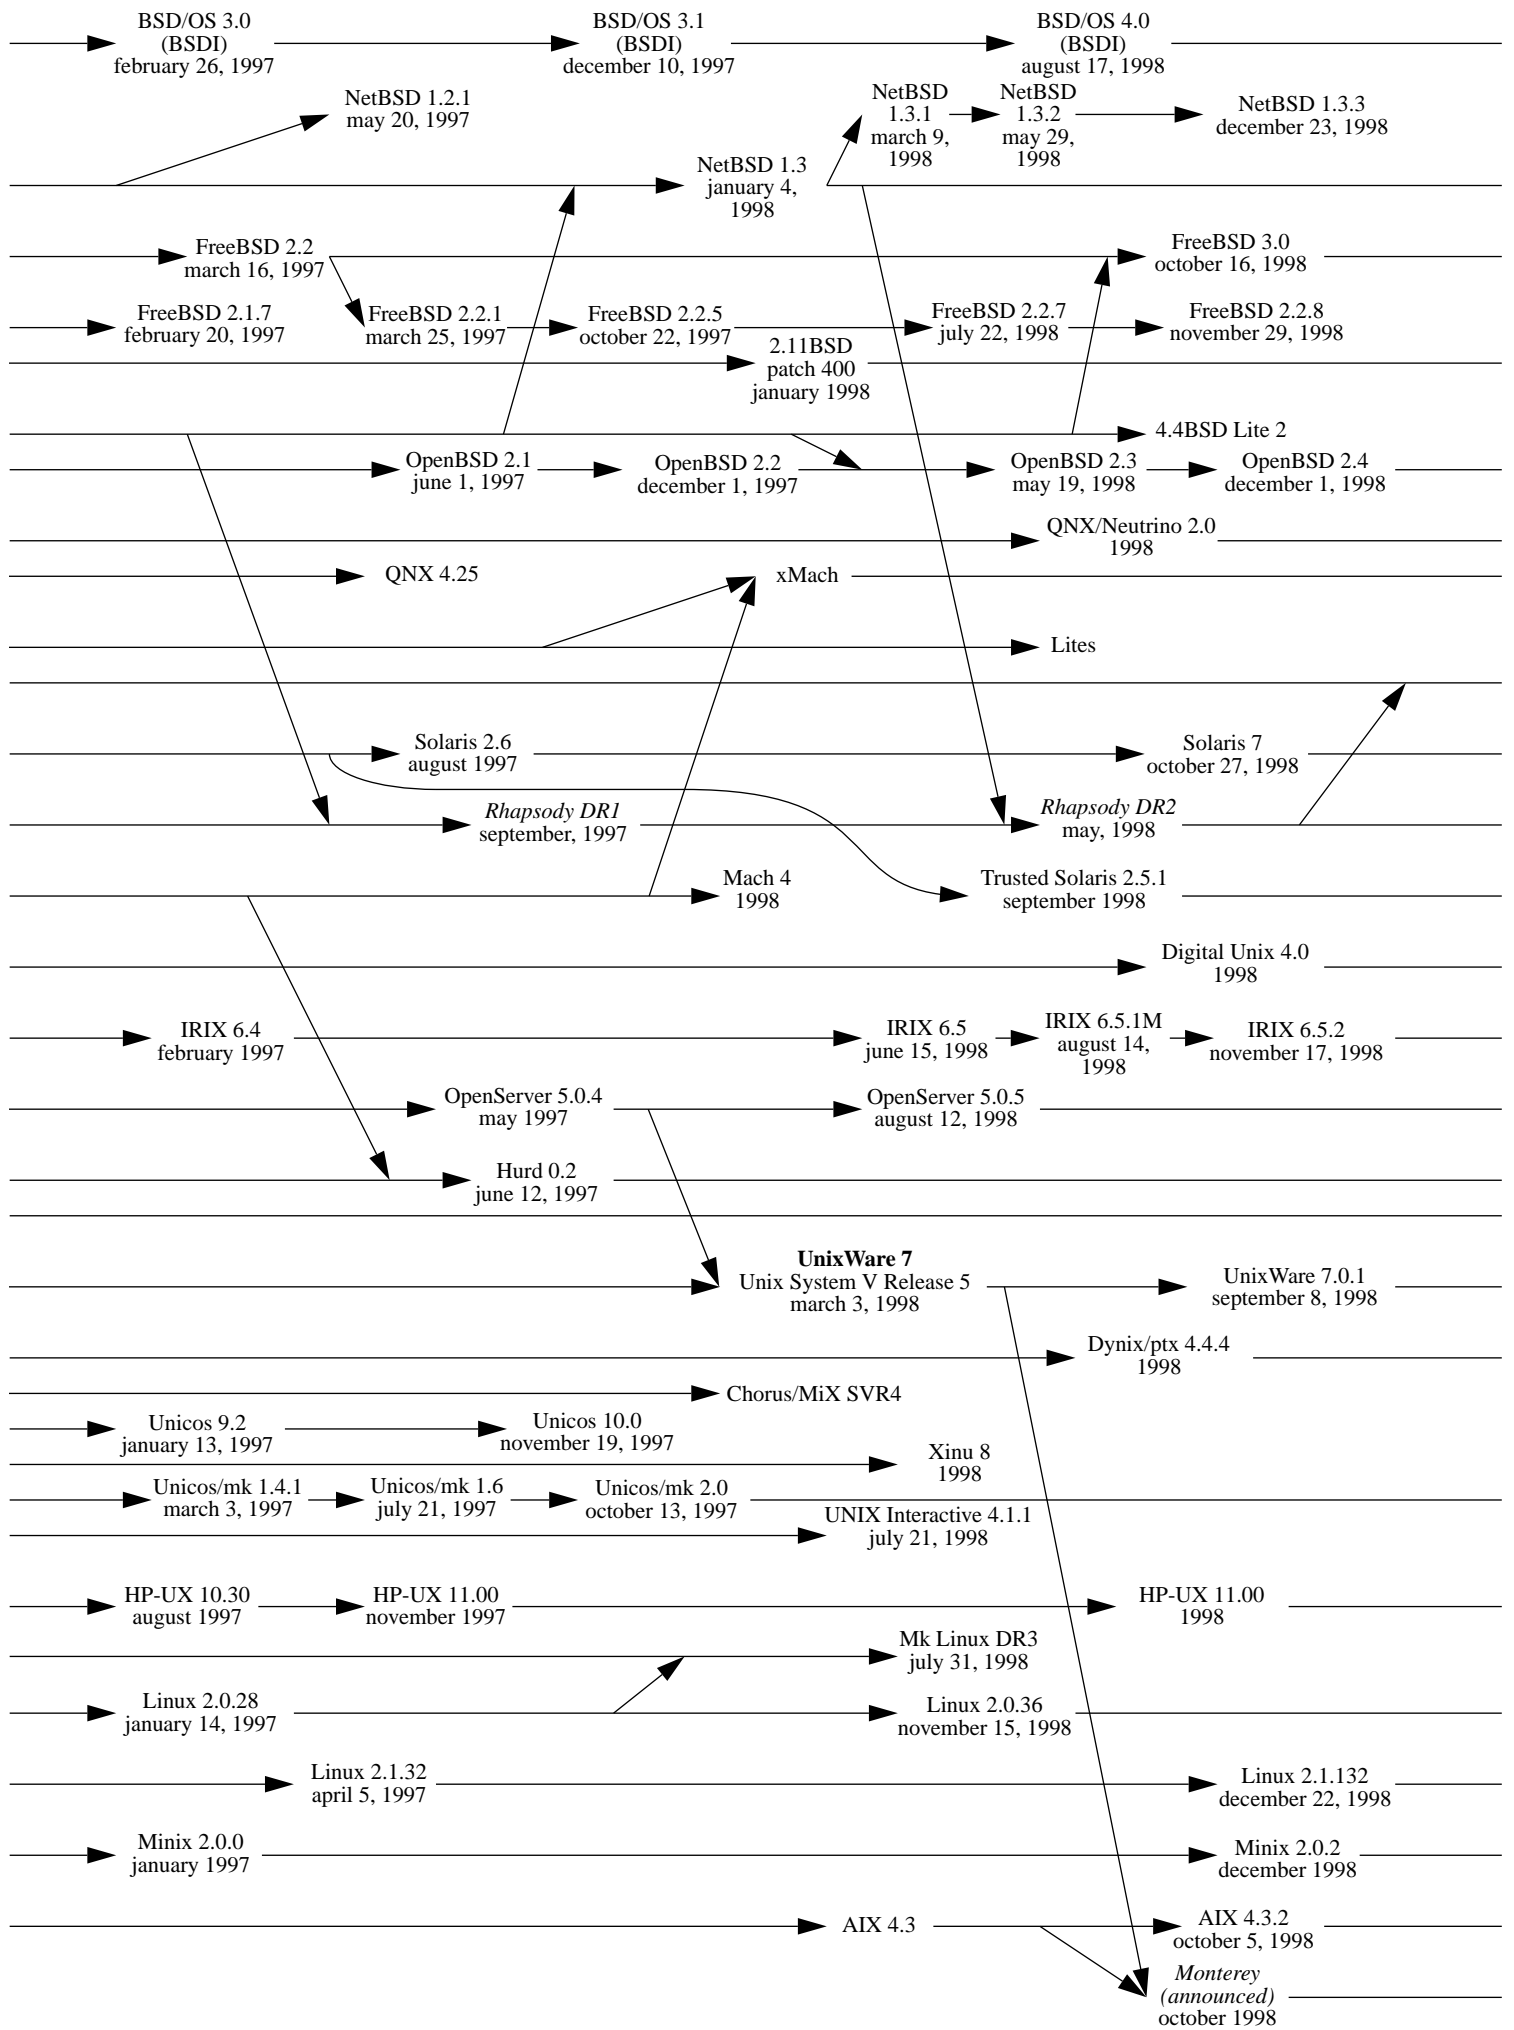 BSD/OS 3.0
(BSDI)
february 26, 1997
BSD/OS 3.1
(BSDI)
december 10, 1997
BSD/OS 4.0
(BSDI)
august 17, 1998
NetBSD 1.2.1
may 20, 1997
NetBSD
1.3.1
march 9,
1998
NetBSD
1.3.2
may 29,
1998
NetBSD 1.3.3
december 23, 1998
NetBSD 1.3
january 4,
1998
FreeBSD 2.2
march 16, 1997
FreeBSD 3.0
october 16, 1998
FreeBSD 2.1.7
february 20, 1997
FreeBSD 2.2.1
march 25, 1997
FreeBSD 2.2.5
october 22, 1997
FreeBSD 2.2.7
july 22, 1998
FreeBSD 2.2.8
november 29, 1998
2.11BSD
patch 400
january 1998
4.4BSD Lite 2
OpenBSD 2.1
june 1, 1997
OpenBSD 2.2
december 1, 1997
OpenBSD 2.3
may 19, 1998
OpenBSD 2.4
december 1, 1998
QNX/Neutrino 2.0
1998
QNX 4.25
xMach
Lites
Solaris 2.6
august 1997
Solaris 7
october 27, 1998
Rhapsody DR1
september, 1997
Rhapsody DR2
may, 1998
Mach 4
1998
Trusted Solaris 2.5.1
september 1998
Digital Unix 4.0
1998
IRIX 6.4
february 1997
IRIX 6.5
june 15, 1998
IRIX 6.5.1M
august 14,
1998
IRIX 6.5.2
november 17, 1998
OpenServer 5.0.4
may 1997
OpenServer 5.0.5
august 12, 1998
Hurd 0.2
june 12, 1997
UnixWare 7
Unix System V Release 5
march 3, 1998
UnixWare 7.0.1
september 8, 1998
Dynix/ptx 4.4.4
1998
Chorus/MiX SVR4
Unicos 9.2
january 13, 1997
Unicos 10.0
november 19, 1997
Xinu 8
1998
Unicos/mk 1.4.1
march 3, 1997
Unicos/mk 1.6
july 21, 1997
Unicos/mk 2.0
october 13, 1997
UNIX Interactive 4.1.1
july 21, 1998
HP-UX 10.30
august 1997
HP-UX 11.00
november 1997
HP-UX 11.00
1998
Mk Linux DR3
july 31, 1998
Linux 2.0.28
january 14, 1997
Linux 2.0.36
november 15, 1998
Linux 2.1.32
april 5, 1997
Linux 2.1.132
december 22, 1998
Minix 2.0.0
january 1997
Minix 2.0.2
december 1998
AIX 4.3
AIX 4.3.2
october 5, 1998
Monterey
(announced)
october 1998